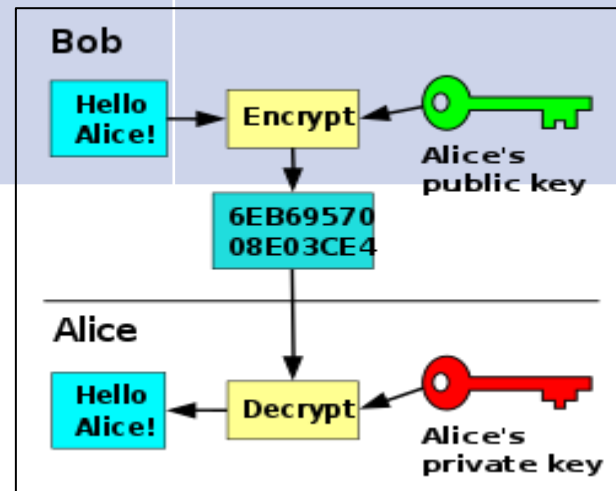 Bob
Hello
Alice!
Encrypt
Alice's
public key
6EB69570
08E03CE4
Alice
Hello
Alice!
Decrypt
Alice's
private key